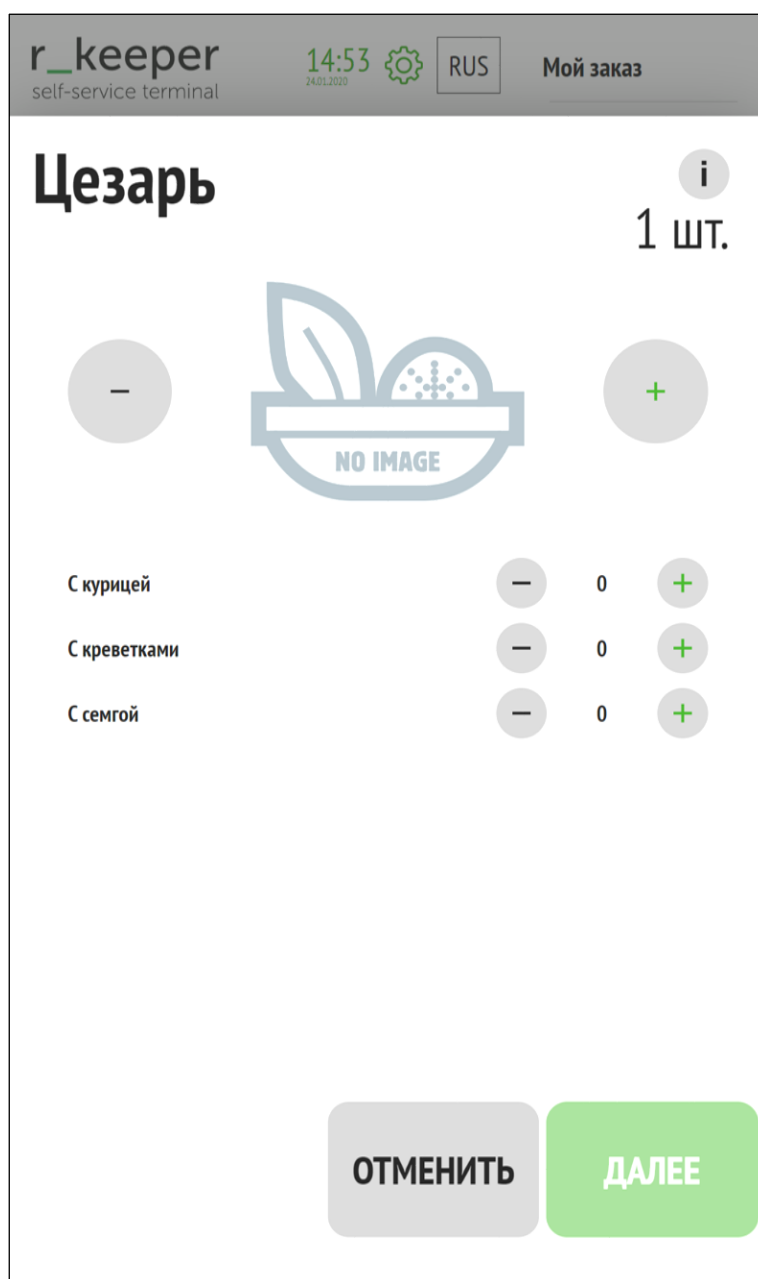 r_keeper
self-service terminal
14:53
24.01.2020
RUS
Мой заказ
Цезарь
i
1 шт.
−
+
NO IMAGE
С курицей − 0 +
С креветками − 0 +
С семгой − 0 +
ОТМЕНИТЬ
ДАЛЕЕ